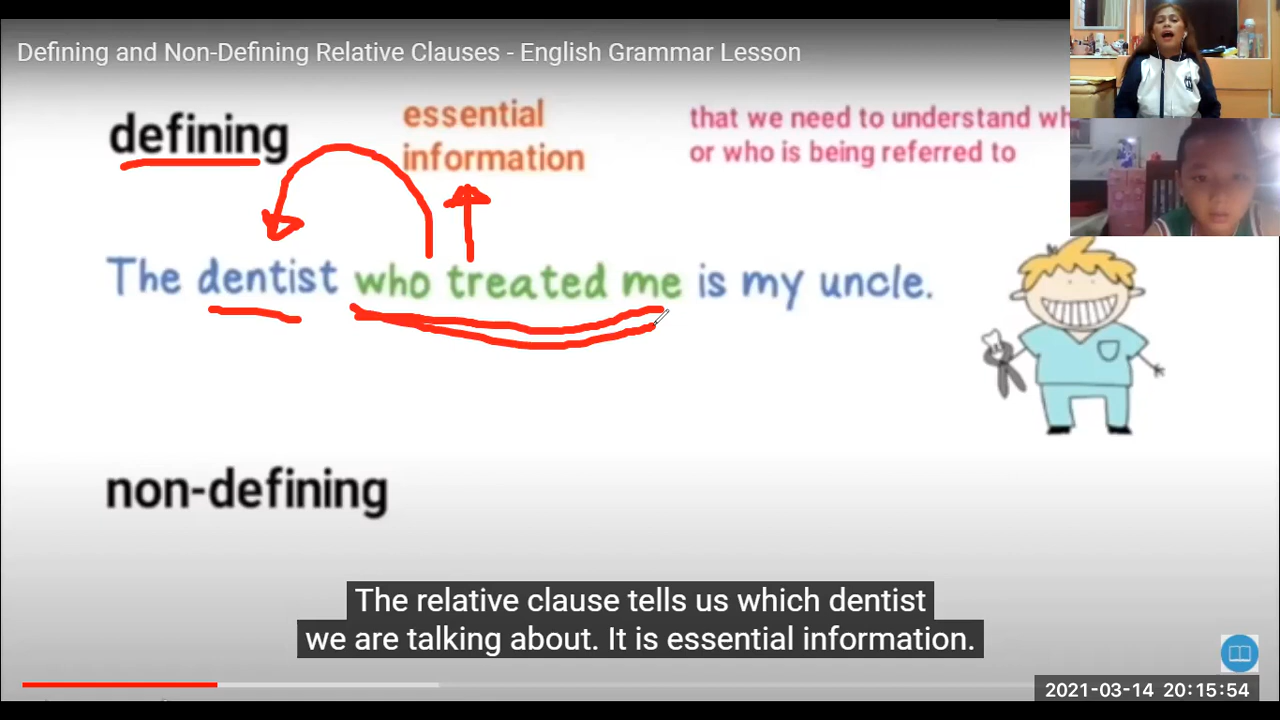 Defining and Non-Defining Relative Clauses - English Grammar Lesson
defining
essential
information
that we need to understand
or who is being referred to
The dentist who treated me is my uncle.
non-defining
The relative clause tells us which dentist
we are talking about. It is essential information.
2021-03-14 20:15:54